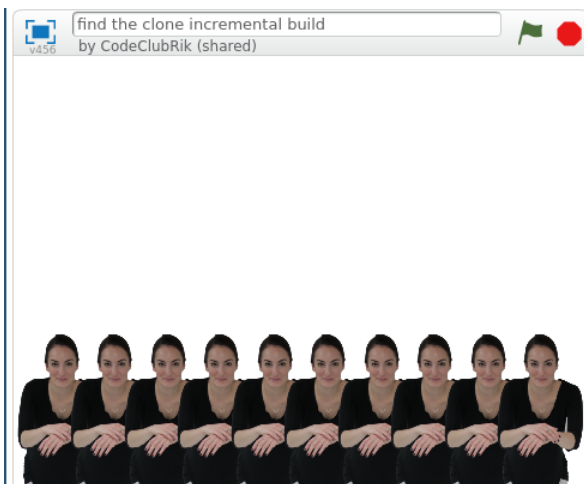 find the clone incremental build
by CodeClubRik (shared)
v456